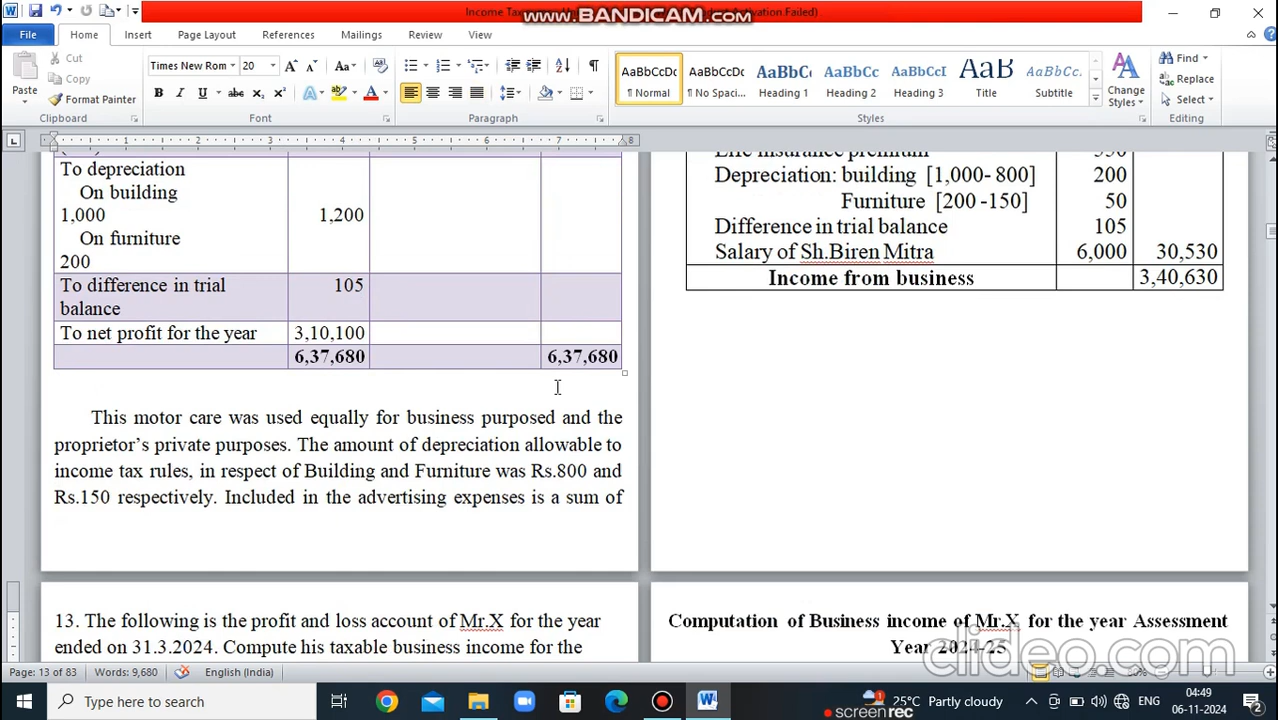 www.BANDICAM.com
File Home Insert Page Layout References Mailings Review View
Paste
Cut
Copy
Format Painter
Clipboard
Times New Rom 20
Font
Paragraph
AaBbCcDc AaBbCcDc AaBbC AaBbCc AaBbCcI AaB AaBbCc.
¶ Normal ¶ No Spaci... Heading 1 Heading 2 Heading 3 Title Subtitle
Styles
Change Styles
Find
Replace
Select
Editing
To depreciation
On building
1,000 1,200
On furniture
200
To difference in trial 105
balance
To net profit for the year 3,10,100
6,37,680 6,37,680
This motor care was used equally for business purposed and the
proprietor's private purposes. The amount of depreciation allowable to
income tax rules, in respect of Building and Furniture was Rs.800 and
Rs.150 respectively. Included in the advertising expenses is a sum of
13. The following is the profit and loss account of Mr.X for the year
ended on 31.3.2024. Compute his taxable business income for the
Life insurance premium 550
Depreciation: building [1,000- 800] 200
Furniture [200 -150] 50
Difference in trial balance 105
Salary of Sh.Biren Mitra 6,000 30,530
Income from business 3,40,630
Computation of Business income of Mr.X for the year Assessment
Year 2024-25
clideo.com
Page: 13 of 83 Words: 9,680 English (India)
Type here to search
25°C Partly cloudy
ENG
04:49
06-11-2024
screen rec